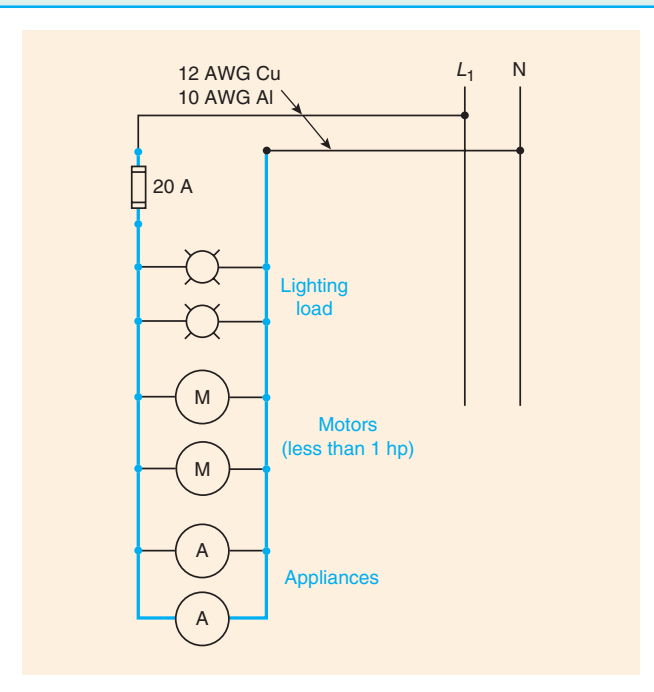 12 AWG Cu
10 AWG Al
L1
N
20 A
Lighting
load
M
Motors
(less than 1 hp)
M
A
Appliances
A